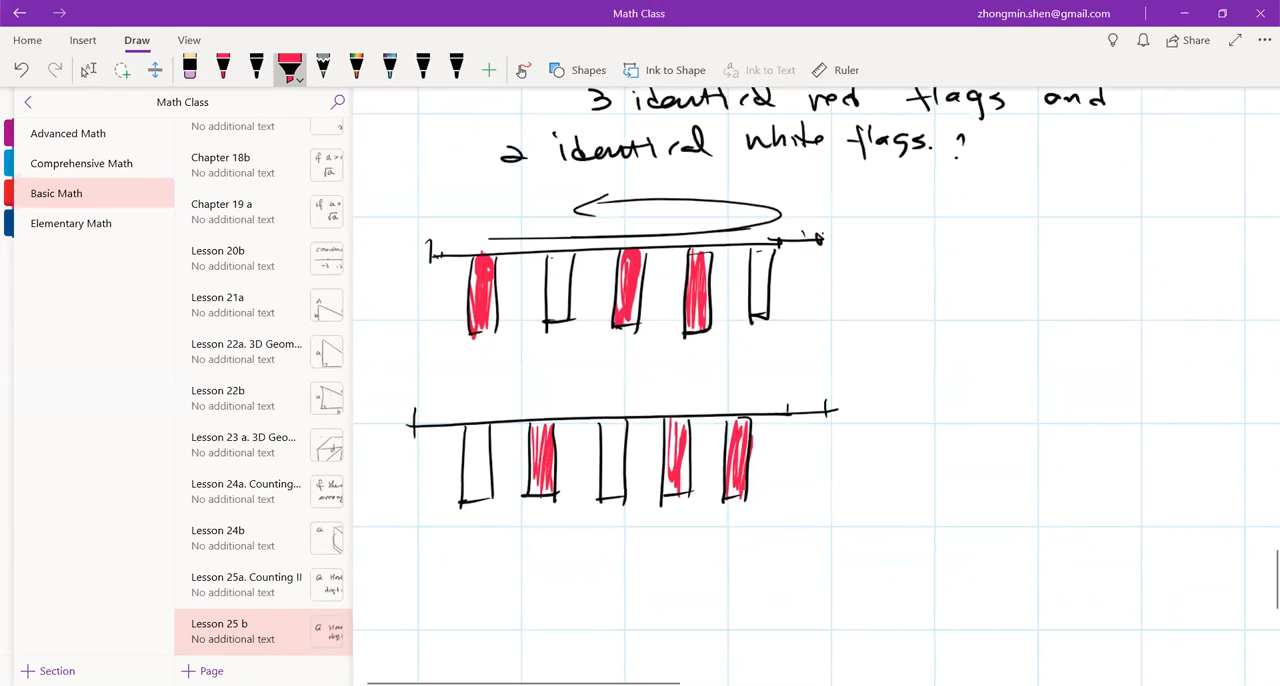 Math Class
zhongmin.shen@gmail.com
Home
Insert
Draw
View
Share
Shapes
Ink to Shape
Ink to Text
Ruler
Math Class
Advanced Math
Comprehensive Math
Basic Math
Elementary Math
No additional text
Chapter 18b
No additional text
Chapter 19 a
No additional text
Lesson 20b
No additional text
Lesson 21a
No additional text
Lesson 22a. 3D Geom...
No additional text
Lesson 22b
No additional text
Lesson 23 a. 3D Geo...
No additional text
Lesson 24a. Counting...
No additional text
Lesson 24b
No additional text
Lesson 25a. Counting II
No additional text
Lesson 25 b
No additional text
Section
Page
3 identical red flags and
2 identical white flags. ?